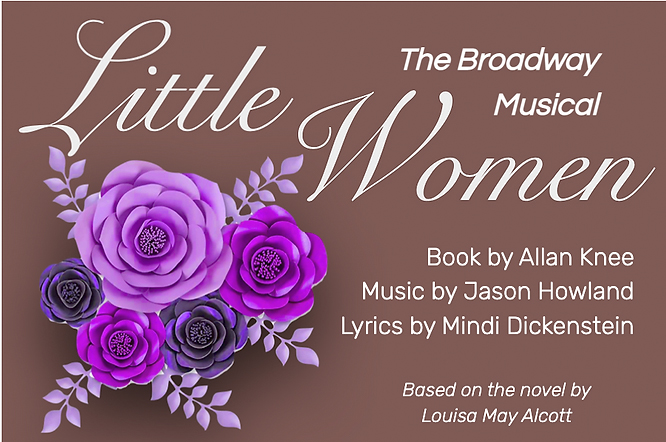 Little Women
The Broadway
Musical
Book by Allan Knee
Music by Jason Howland
Lyrics by Mindi Dickenstein
Based on the novel by
Louisa May Alcott